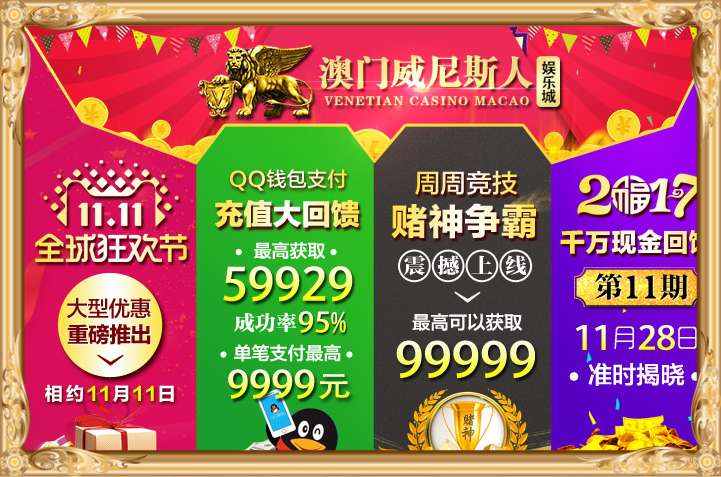 澳门威尼斯人
娱乐城
VENETIAN CASINO MACAO
11.11
全球狂欢节
大型优惠
重磅推出
相约11月11日
QQ钱包支付
充值大回馈
• 最高获取 •
59929
成功率95%
• 单笔支付最高 •
9999元
周周竞技
赌神争霸
震撼上线
最高可以获取
99999
赌神
2福17
千万现金回馈
第11期
11月28日
• 准时揭晓 •